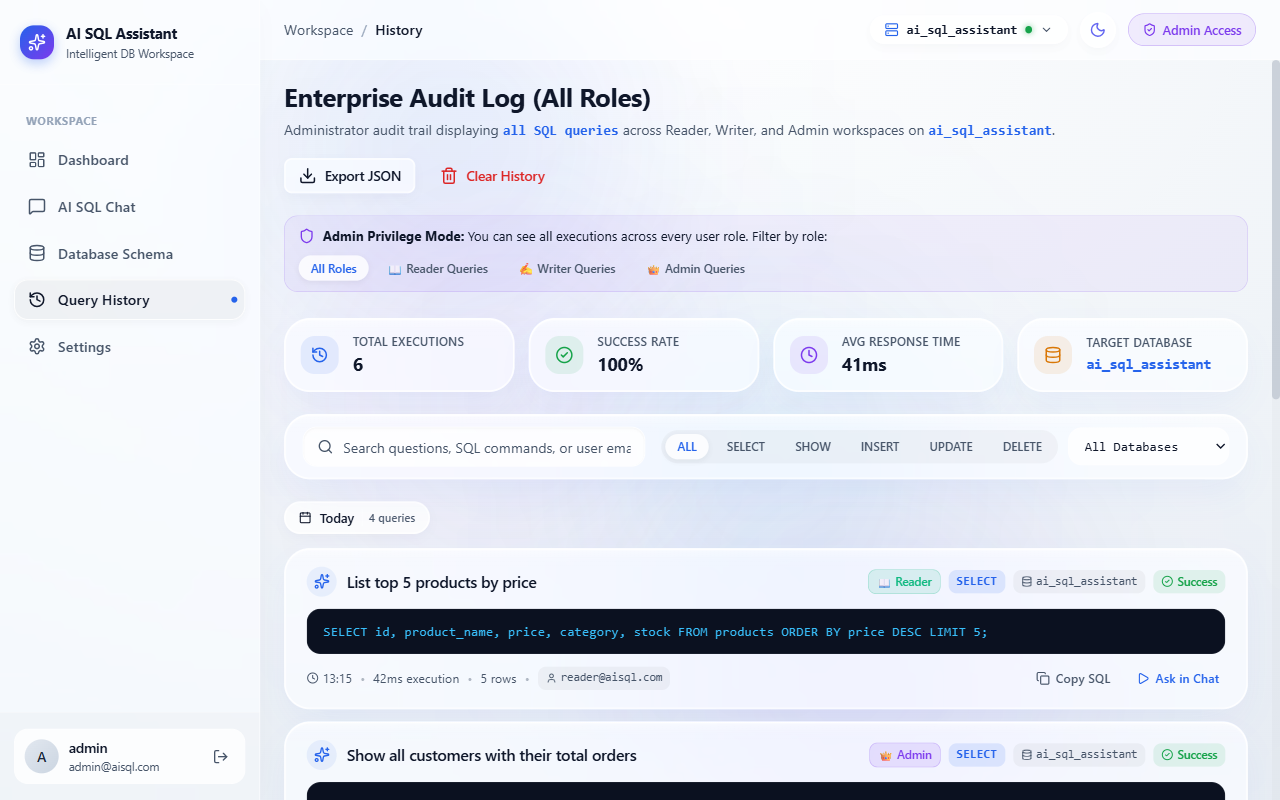 AI SQL Assistant
Intelligent DB Workspace
WORKSPACE
Dashboard
AI SQL Chat
Database Schema
Query History
Settings
A
admin
admin@aisql.com
Workspace / History
ai_sql_assistant
Admin Access
Enterprise Audit Log (All Roles)
Administrator audit trail displaying all SQL queries across Reader, Writer, and Admin workspaces on ai_sql_assistant.
Export JSON
Clear History
Admin Privilege Mode: You can see all executions across every user role. Filter by role:
All Roles
Reader Queries
Writer Queries
Admin Queries
TOTAL EXECUTIONS
6
SUCCESS RATE
100%
AVG RESPONSE TIME
41ms
TARGET DATABASE
ai_sql_assistant
Search questions, SQL commands, or user ema
ALL
SELECT
SHOW
INSERT
UPDATE
DELETE
All Databases
Today 4 queries
List top 5 products by price
Reader
SELECT
ai_sql_assistant
Success
SELECT id, product_name, price, category, stock FROM products ORDER BY price DESC LIMIT 5;
13:15 • 42ms execution • 5 rows • reader@aisql.com
Copy SQL
Ask in Chat
Show all customers with their total orders
Admin
SELECT
ai_sql_assistant
Success